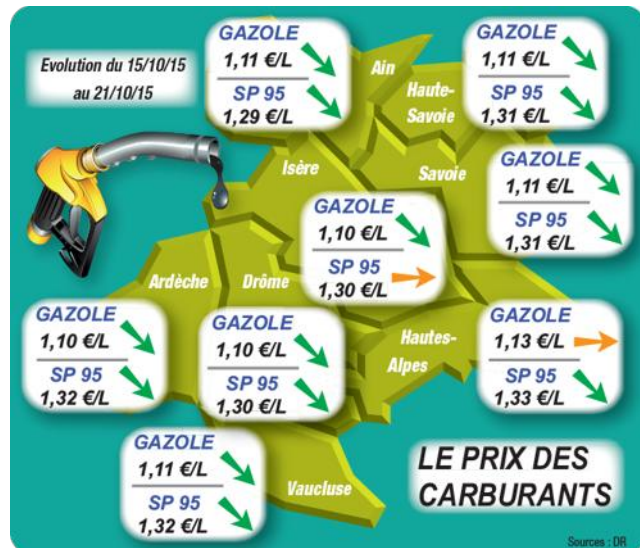 Evolution du 15/10/15
au 21/10/15
GAZOLE
1,11 €/L
SP 95
1,29 €/L
Ain
Haute-
Savoie
GAZOLE
1,11 €/L
SP 95
1,31 €/L
Isère
Savoie
GAZOLE
1,11 €/L
SP 95
1,31 €/L
GAZOLE
1,10 €/L
SP 95
1,30 €/L
Ardèche
Drôme
GAZOLE
1,10 €/L
SP 95
1,32 €/L
GAZOLE
1,10 €/L
SP 95
1,30 €/L
Hautes-
Alpes
GAZOLE
1,13 €/L
SP 95
1,33 €/L
GAZOLE
1,11 €/L
SP 95
1,32 €/L
Vaucluse
LE PRIX DES
CARBURANTS
Sources : DR